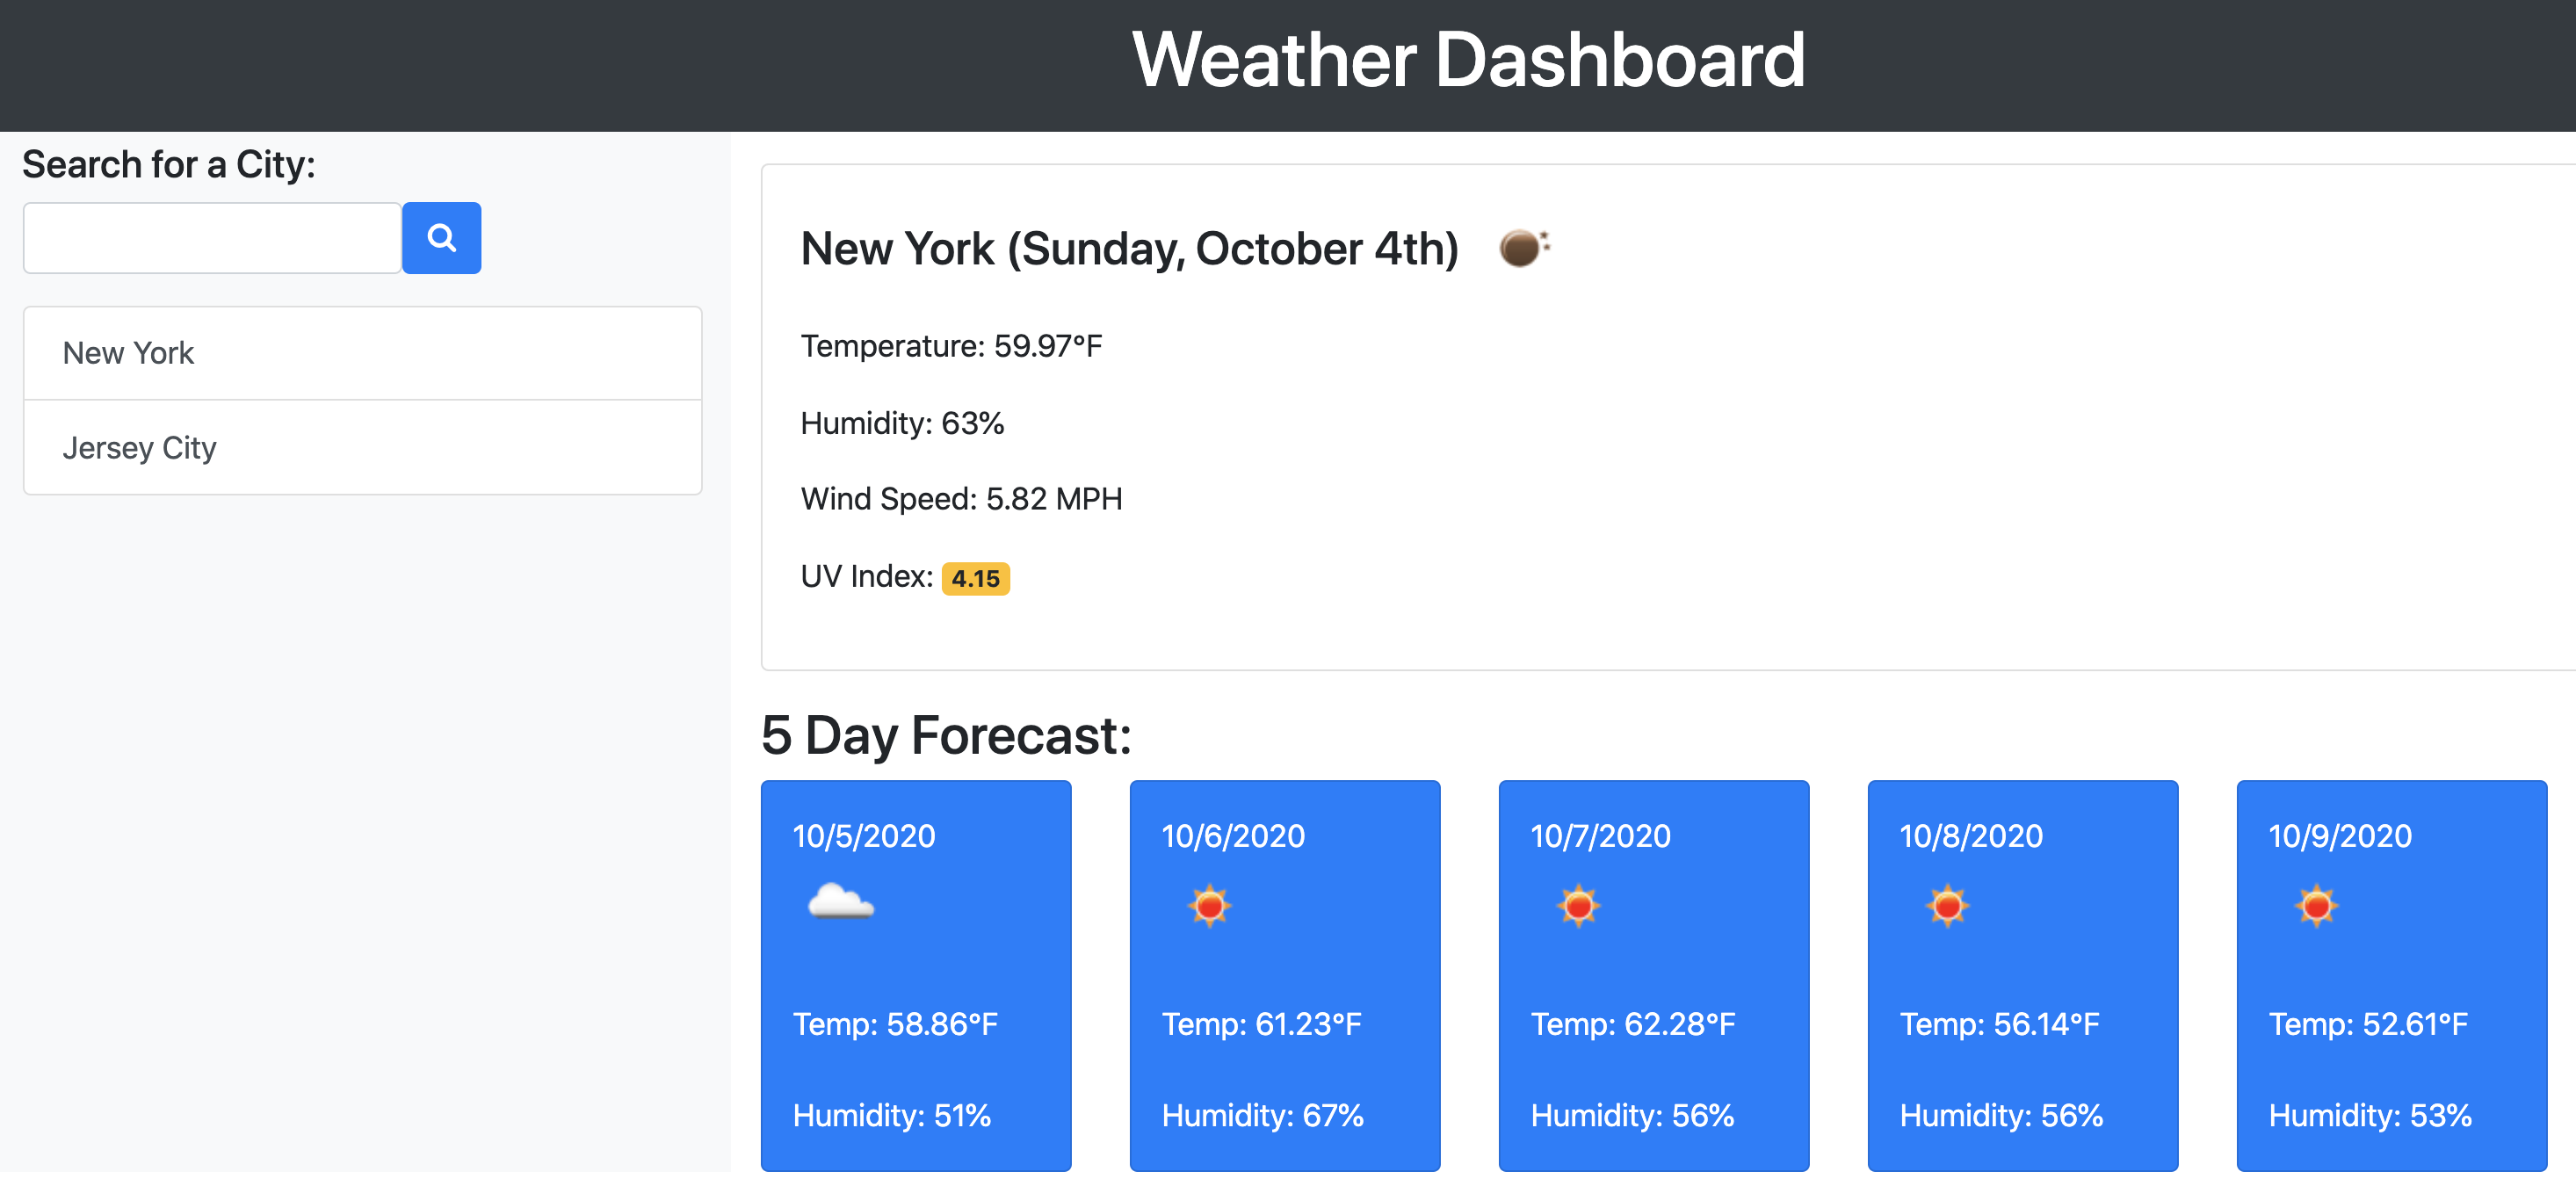 Weather Dashboard
Search for a City:
New York
Jersey City
New York (Sunday, October 4th)
Temperature: 59.97°F
Humidity: 63%
Wind Speed: 5.82 MPH
UV Index: 4.15
5 Day Forecast:
10/5/2020
Temp: 58.86°F
Humidity: 51%
10/6/2020
Temp: 61.23°F
Humidity: 67%
10/7/2020
Temp: 62.28°F
Humidity: 56%
10/8/2020
Temp: 56.14°F
Humidity: 56%
10/9/2020
Temp: 52.61°F
Humidity: 53%